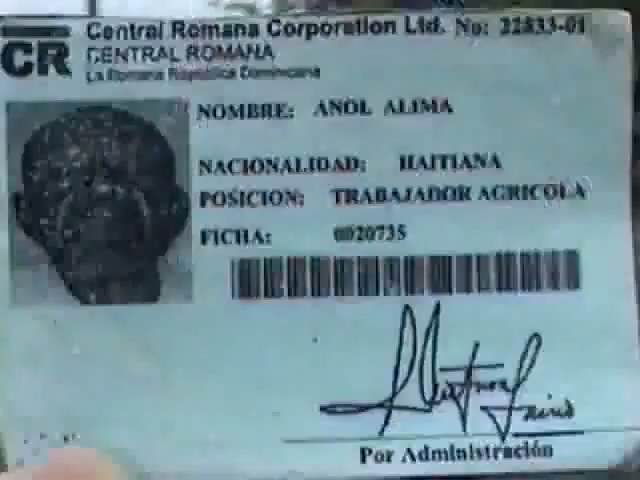 Central Romana Corporation Ltd. No: 22833-01
CR CENTRAL ROMANA
La Romana República Dominicana
NOMBRE: ANOL ALIMA
NACIONALIDAD: HAITIANA
POSICION: TRABAJADOR AGRICOLA
FICHA: 0020735
Por Administración